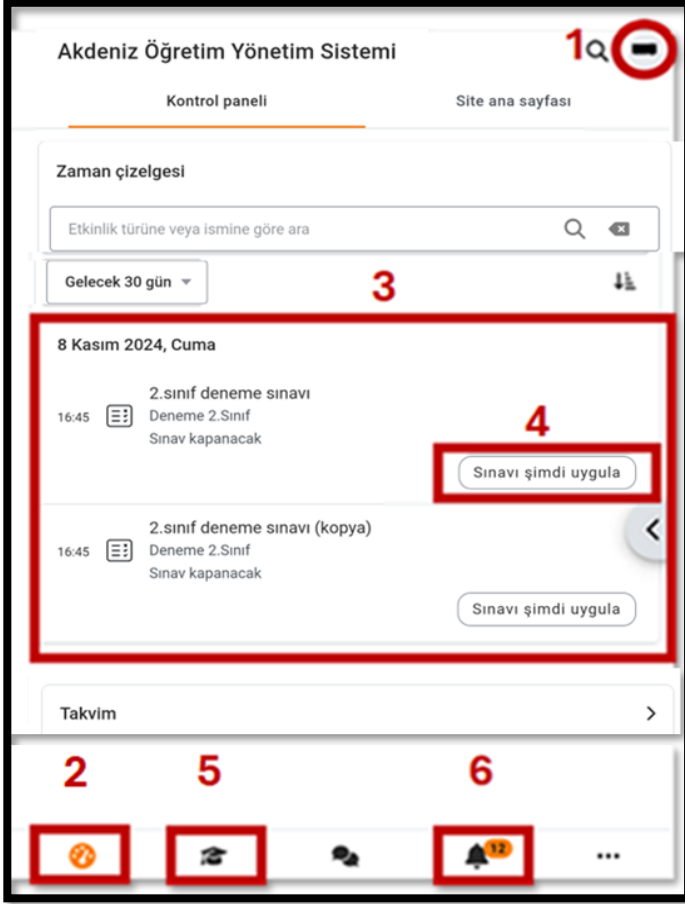 Akdeniz Öğretim Yönetim Sistemi
1
Kontrol paneli
Site ana sayfası
Zaman çizelgesi
Etkinlik türüne veya ismine göre ara
Gelecek 30 gün
3
8 Kasım 2024, Cuma
2.sınıf deneme sınavı
16:45
Deneme 2.Sınıf
Sınav kapanacak
4
Sınavı şimdi uygula
2.sınıf deneme sınavı (kopya)
16:45
Deneme 2.Sınıf
Sınav kapanacak
Sınavı şimdi uygula
Takvim
2
5
6
12